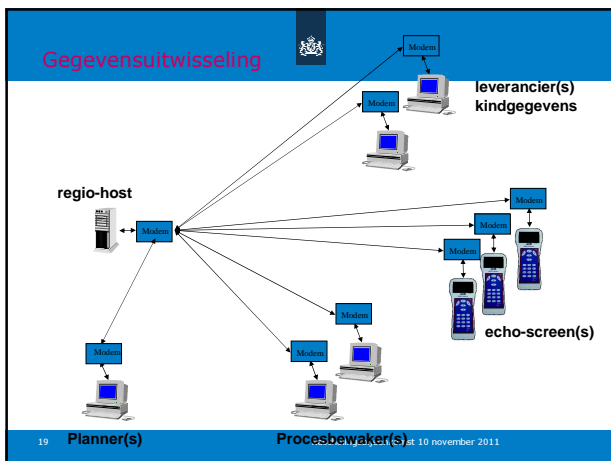 Gegevensuitwisseling
Modem
leverancier(s)
kindgegevens
Modem
regio-host
Modem
Modem
Modem
Modem
echo-screen(s)
Modem
Modem
Modem
19
Planner(s)
Procesbewaker(s)
st 10 november 2011